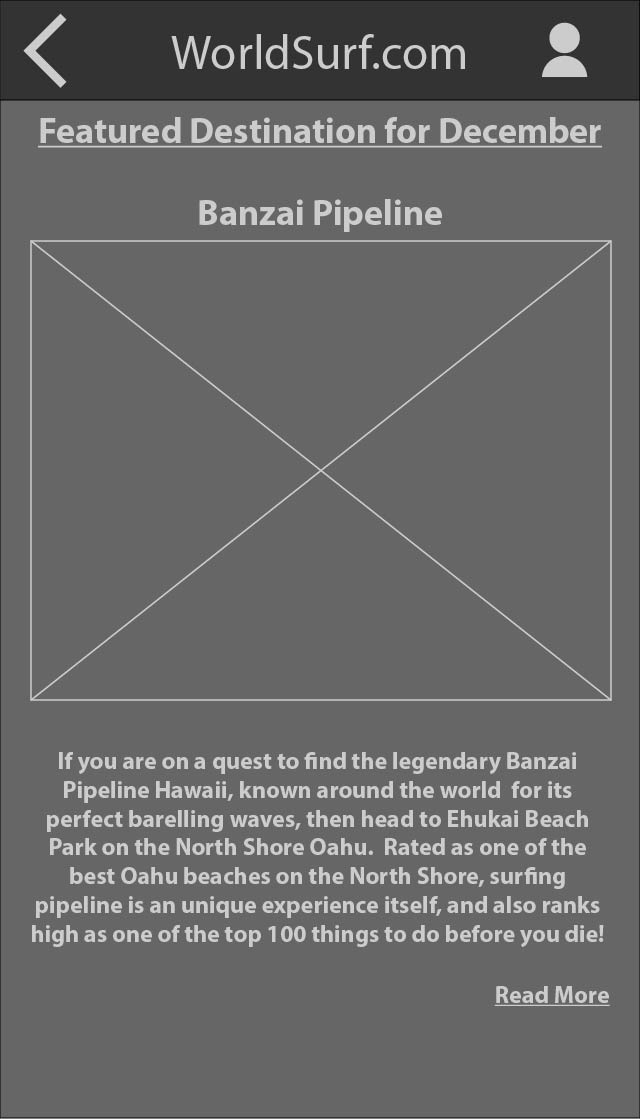 WorldSurf.com
Featured Destination for December
Banzai Pipeline
If you are on a quest to find the legendary Banzai
Pipeline Hawaii, known around the world  for its
perfect barelling waves, then head to Ehukai Beach
Park on the North Shore Oahu.  Rated as one of the
best Oahu beaches on the North Shore, surfing
pipeline is an unique experience itself, and also ranks
high as one of the top 100 things to do before you die!
Read More